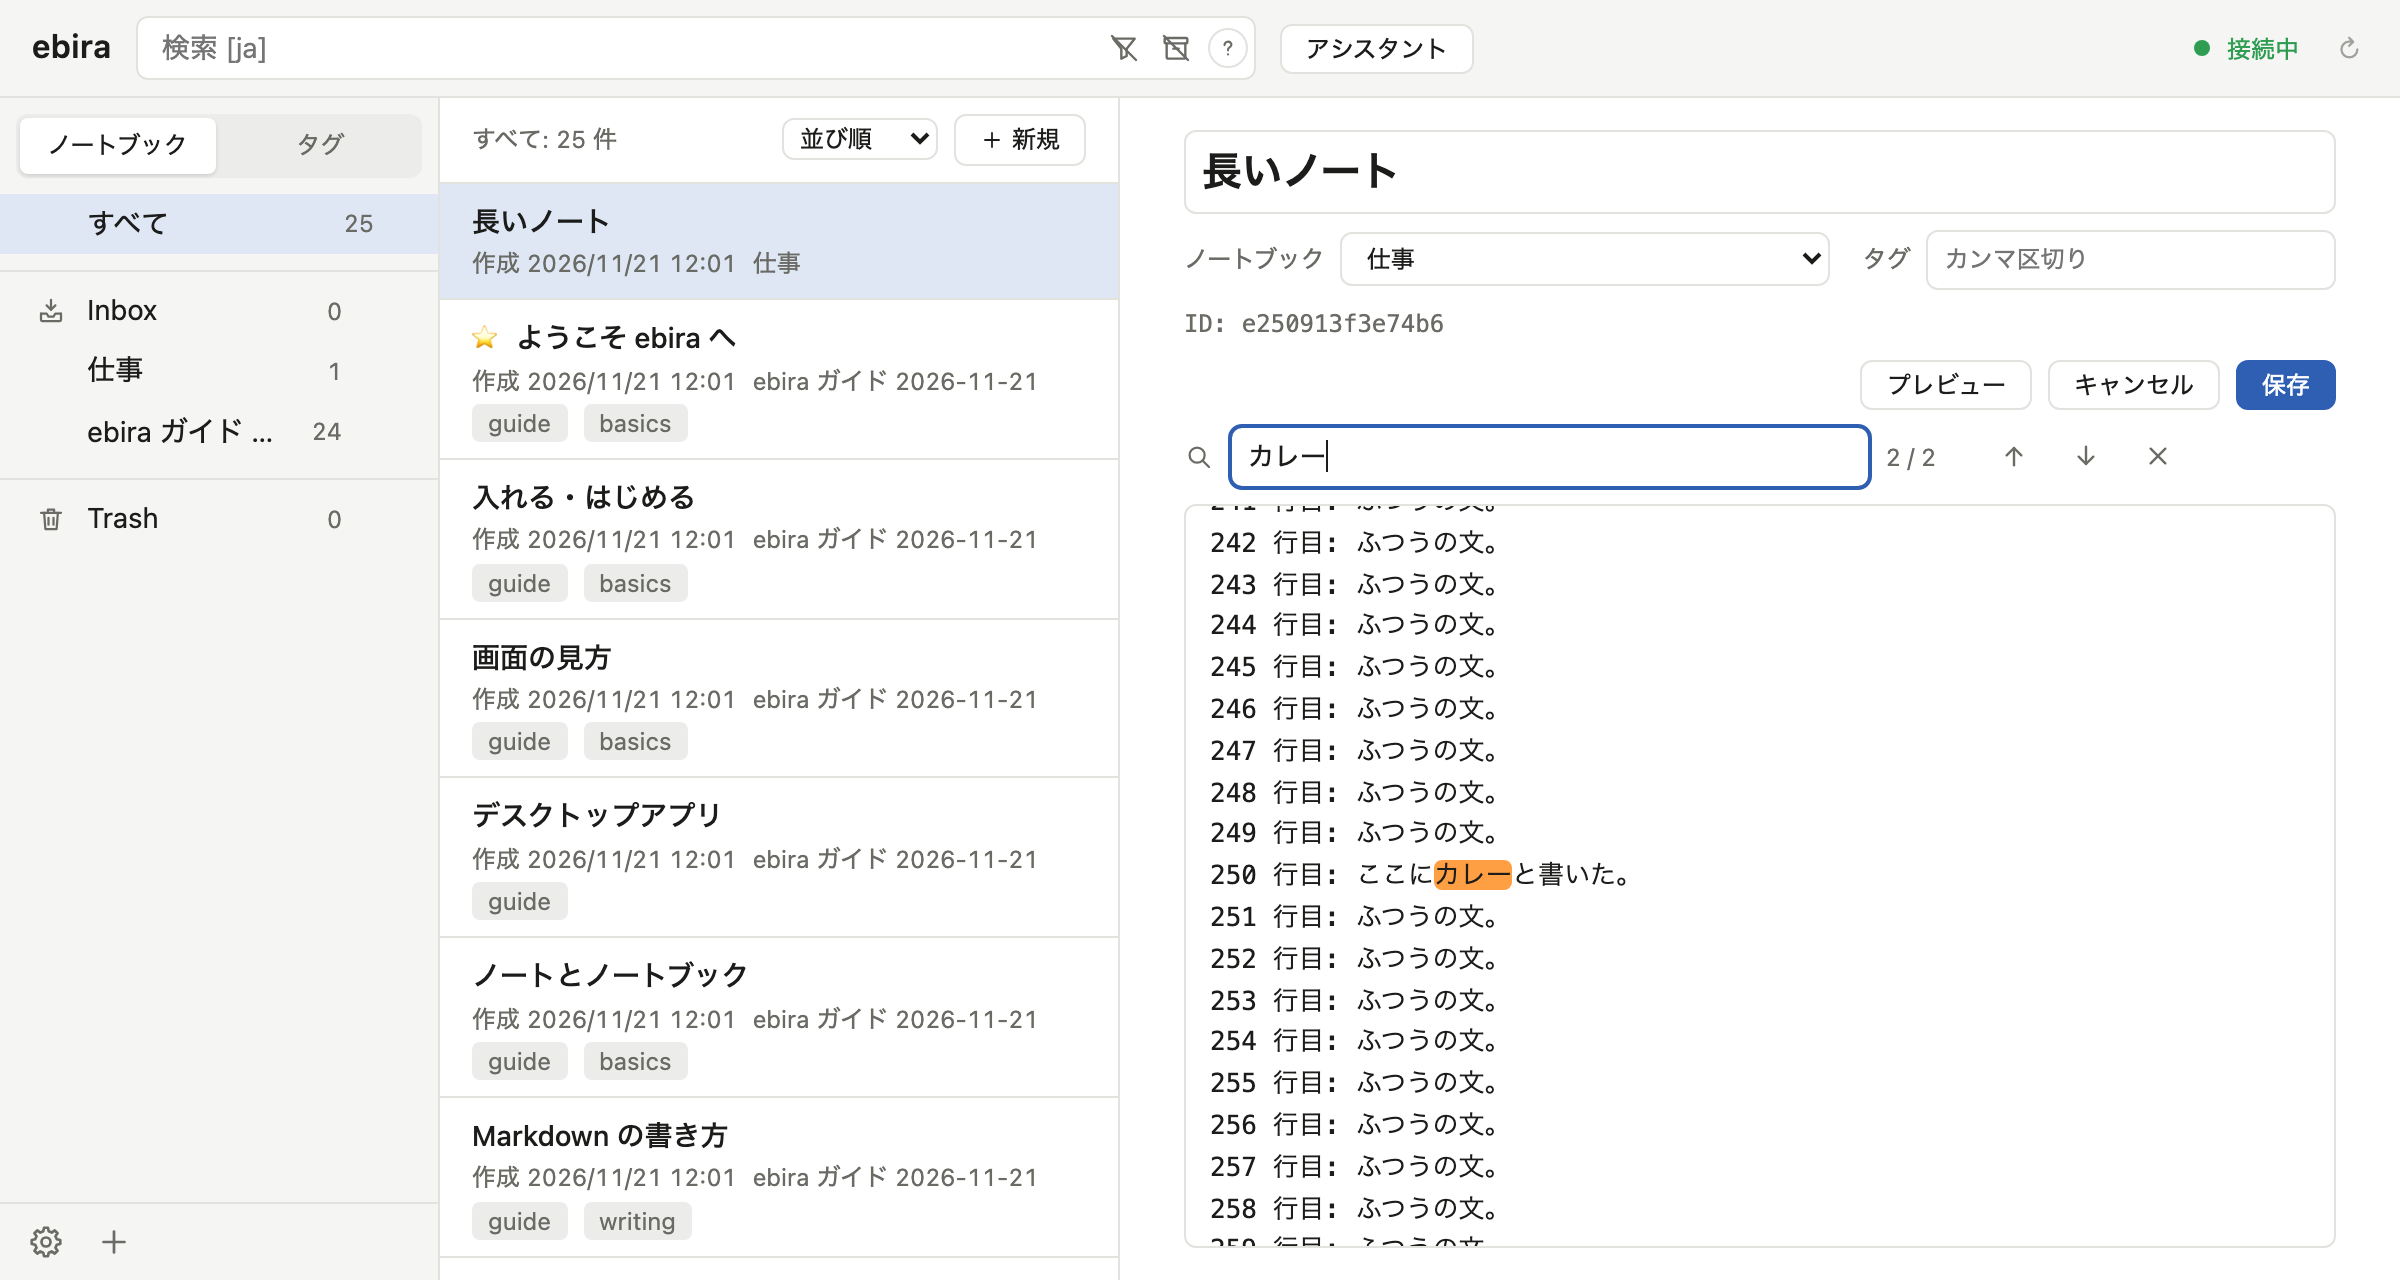 ebira
検索 [ja]
?
アシスタント
接続中
ノートブック
タグ
すべて 25
Inbox 0
仕事 1
ebira ガイド ... 24
Trash 0
すべて: 25 件
並び順
+ 新規
長いノート
作成 2026/11/21 12:01 仕事
⭐ ようこそ ebira へ
作成 2026/11/21 12:01 ebira ガイド 2026-11-21
guide basics
入れる・はじめる
作成 2026/11/21 12:01 ebira ガイド 2026-11-21
guide basics
画面の見方
作成 2026/11/21 12:01 ebira ガイド 2026-11-21
guide basics
デスクトップアプリ
作成 2026/11/21 12:01 ebira ガイド 2026-11-21
guide
ノートとノートブック
作成 2026/11/21 12:01 ebira ガイド 2026-11-21
guide basics
Markdown の書き方
作成 2026/11/21 12:01 ebira ガイド 2026-11-21
guide writing
長いノート
ノートブック 仕事 タグ カンマ区切り
ID: e250913f3e74b6
プレビュー キャンセル 保存
カレー 2 / 2
241 行目: ふつうの文。
242 行目: ふつうの文。
243 行目: ふつうの文。
244 行目: ふつうの文。
245 行目: ふつうの文。
246 行目: ふつうの文。
247 行目: ふつうの文。
248 行目: ふつうの文。
249 行目: ふつうの文。
250 行目: ここにカレーと書いた。
251 行目: ふつうの文。
252 行目: ふつうの文。
253 行目: ふつうの文。
254 行目: ふつうの文。
255 行目: ふつうの文。
256 行目: ふつうの文。
257 行目: ふつうの文。
258 行目: ふつうの文。
259 行目: ふつうの文。